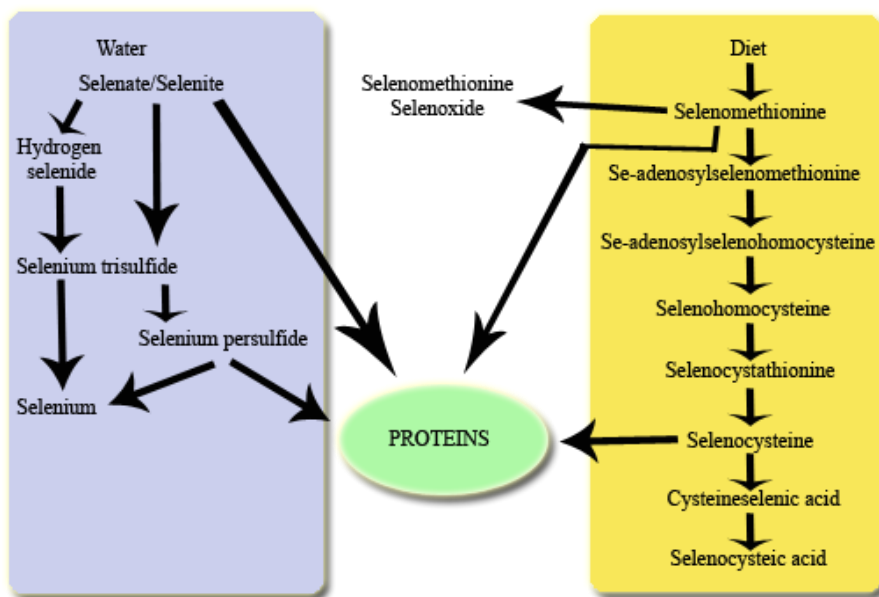 Water
Selenate/Selenite
Hydrogen
selenide
Selenium trisulfide
Selenium persulfide
Selenium
Selenomethionine
Selenoxide
PROTEINS
Diet
Selenomethionine
Se-adenosylselenomethionine
Se-adenosylselenohomocysteine
Selenohomocysteine
Selenocystathionine
Selenocysteine
Cysteineselenic acid
Selenocysteic acid